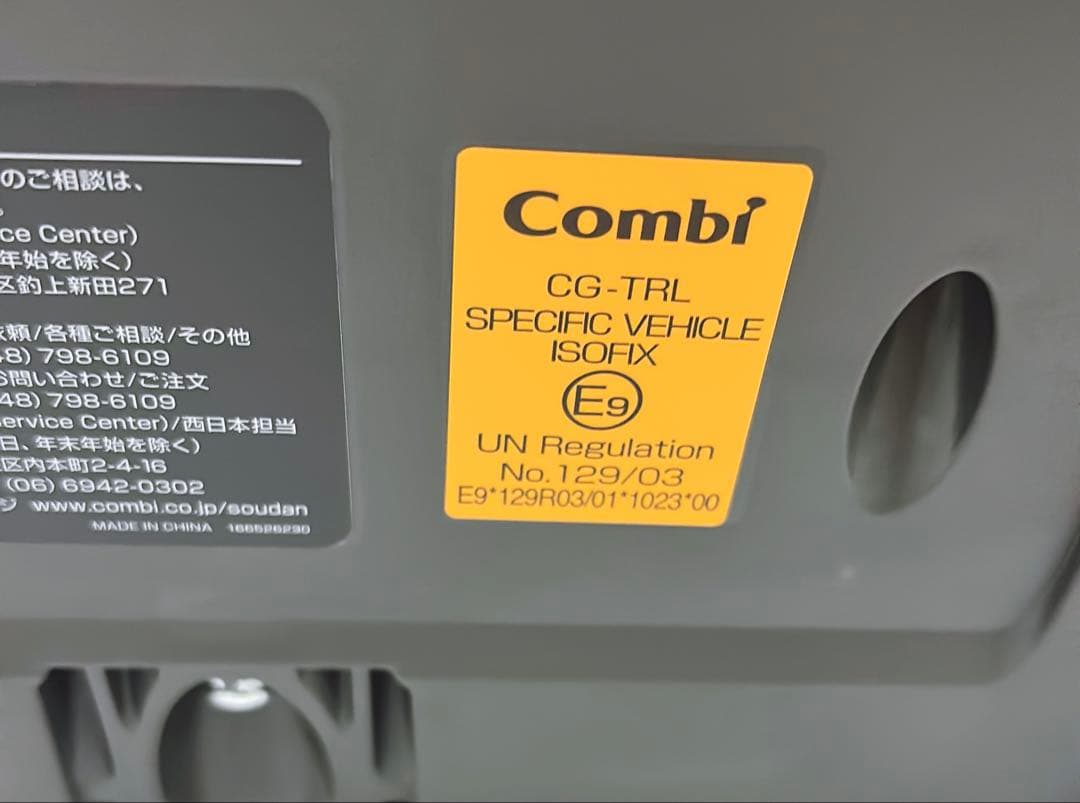 のご相談は、
ce Center)
年始を除く)
区釣上新田271
頼/各種ご相談/その他
48) 798-6109
問い合わせ/ご注文
48) 798-6109
ervice Center)/西日本担当
日、年末年始を除く)
区内本町2-4-16
(06) 6942-0302
ジ www.combi.co.jp/soudan
MADE IN CHINA 166526230
Combi
CG-TRL
SPECIFIC VEHICLE
ISOFIX
E9
UN Regulation
No.129/03
E9*129R03/01*1023*00